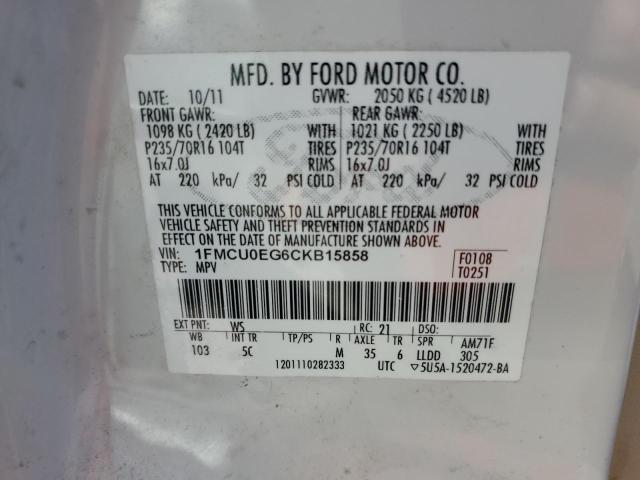 MFD. BY FORD MOTOR CO.
DATE: 10/11 GVWR: 2050 KG ( 4520 LB)
FRONT GAWR: REAR GAWR:
1098 KG ( 2420 LB) WITH 1021 KG ( 2250 LB) WITH
P235/70R16 104T TIRES P235/70R16 104T TIRES
16x7.0J RIMS 16x7.0J RIMS
AT 220 kPa/ 32 PSI COLD AT 220 kPa/ 32 PSI COLD
THIS VEHICLE CONFORMS TO ALL APPLICABLE FEDERAL MOTOR
VEHICLE SAFETY AND THEFT PREVENTION STANDARDS IN
EFFECT ON THE DATE OF MANUFACTURE SHOWN ABOVE.
VIN: 1FMCU0EG6CKB15858 F0108
TYPE: MPV T0251
EXT PNT: WS RC: 21 DSO:
WB INT TR TP/PS R AXLE TR SPR AM71F
103 5C M 35 6 LLDD 305
1201110282333 UTC ▽5U5A-1520472-BA